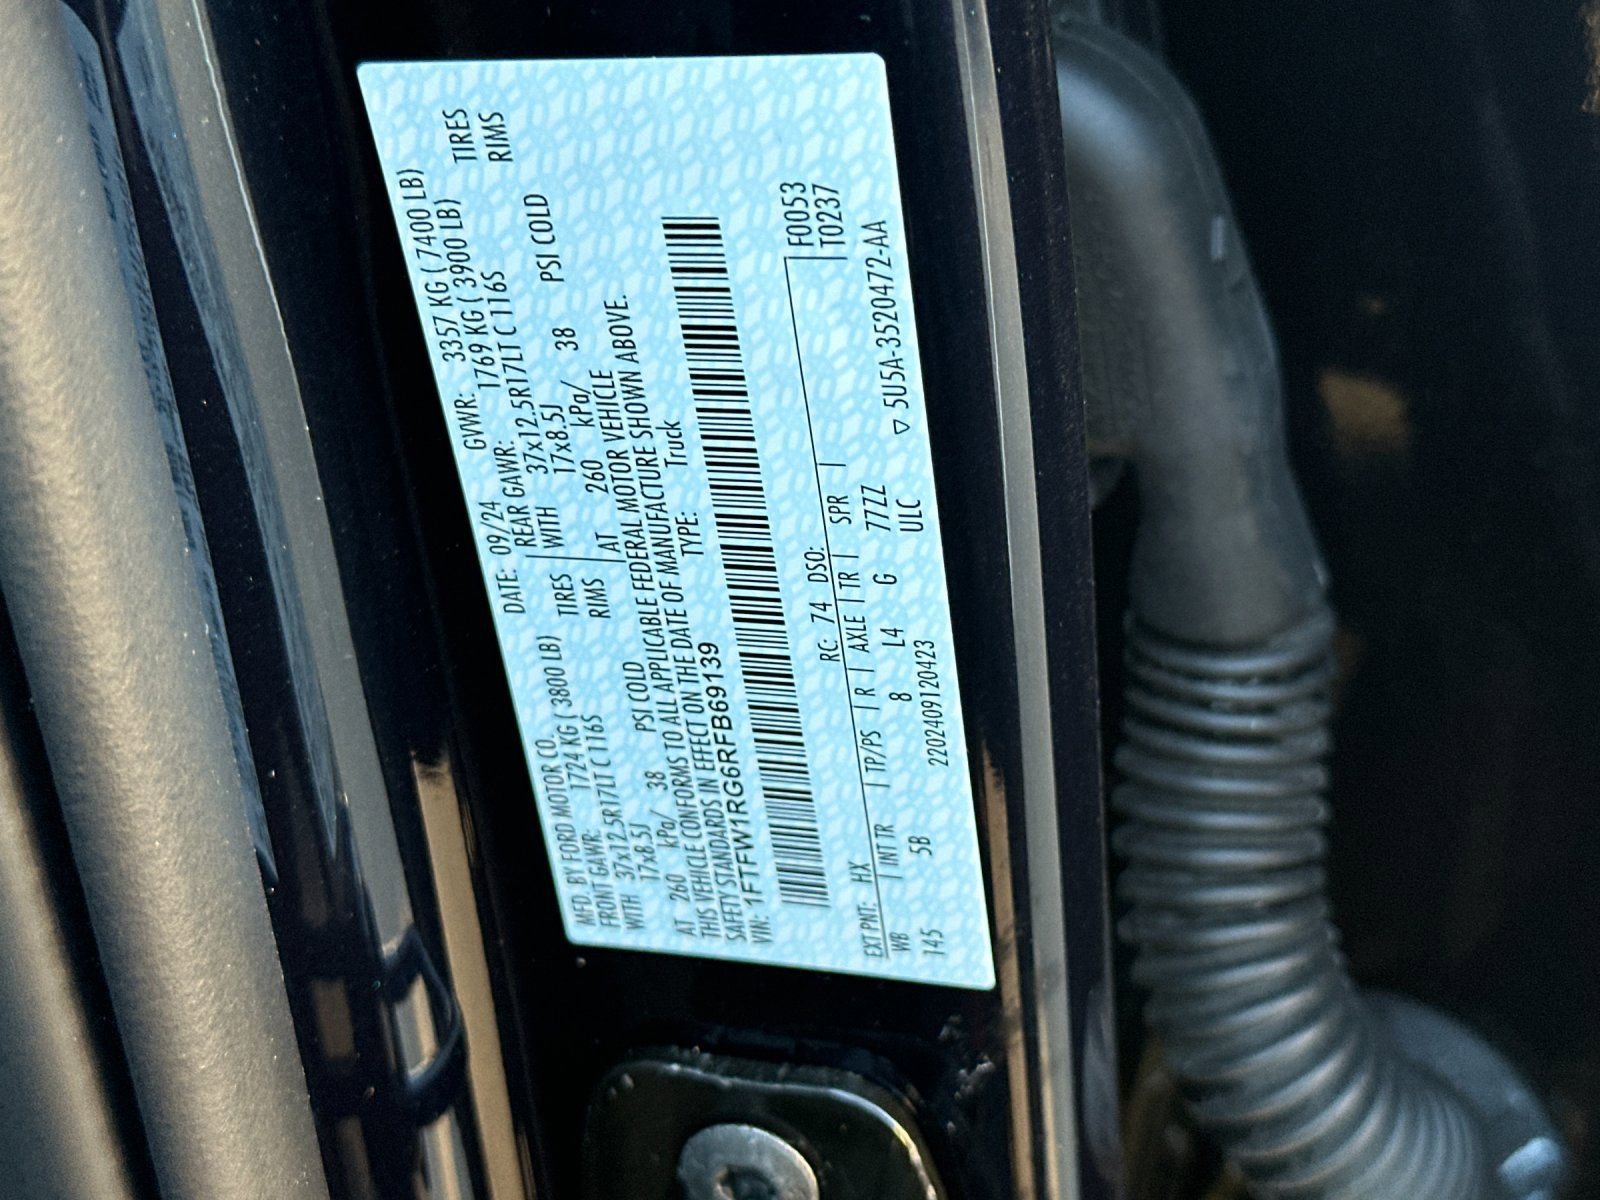 MFD. BY FORD MOTOR CO. DATE: 09/24 GVWR: 3357 KG ( 7400 LB)
FRONT GAWR: 1724 KG ( 3800 LB) REAR GAWR: 1769 KG ( 3900 LB)
WITH 37x12.5R17LT C 116S TIRES WITH 37x12.5R17LT C 116S TIRES
17x8.5J RIMS 17x8.5J RIMS
AT 260 kPa/ 38 PSI COLD AT 260 kPa/ 38 PSI COLD
THIS VEHICLE CONFORMS TO ALL APPLICABLE FEDERAL MOTOR VEHICLE
SAFETY STANDARDS IN EFFECT ON THE DATE OF MANUFACTURE SHOWN ABOVE.
VIN: 1FTFW1RG6RFB69139 TYPE: Truck
F0053
EXT PNT: HX RC: 74 DSO: T0237
WB INT TR TP/PS R AXLE TR SPR
145 5B 8 L4 G 77ZZ ▽ 5U5A-3520472-AA
2202409120423 ULC